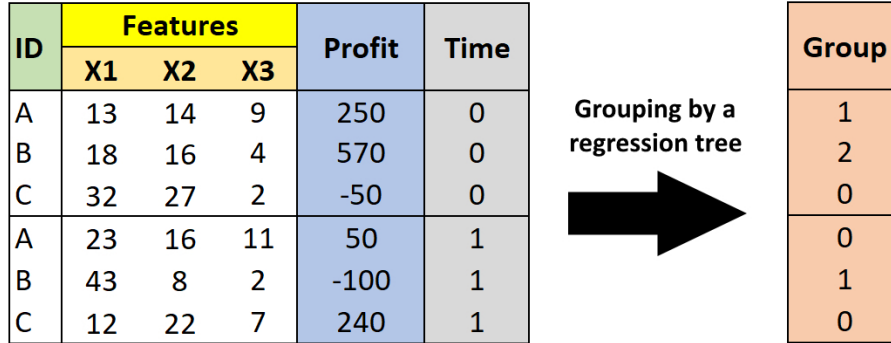 ID Features Profit Time Group
X1 X2 X3
A 13 14 9 250 0 1
B 18 16 4 570 0 2
C 32 27 2 -50 0 0
A 23 16 11 50 1 0
B 43 8 2 -100 1 1
C 12 22 7 240 1 0
Grouping by a
regression tree